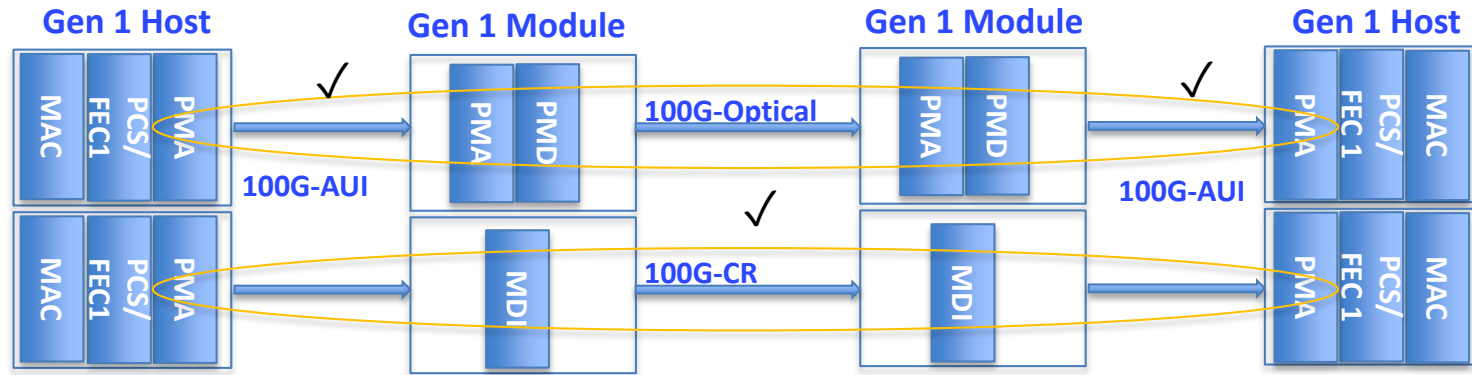 Gen 1 Host
Gen 1 Module
Gen 1 Module
Gen 1 Host
MAC
PCS/
FEC1
PMA
✓
100G-AUI
PMA
PMD
100G-Optical
PMA
PMD
✓
100G-AUI
PMA
PCS/
FEC 1
MAC
MAC
PCS/
FEC1
PMA
MDI
✓
100G-CR
MDI
PMA
PCS/
FEC 1
MAC